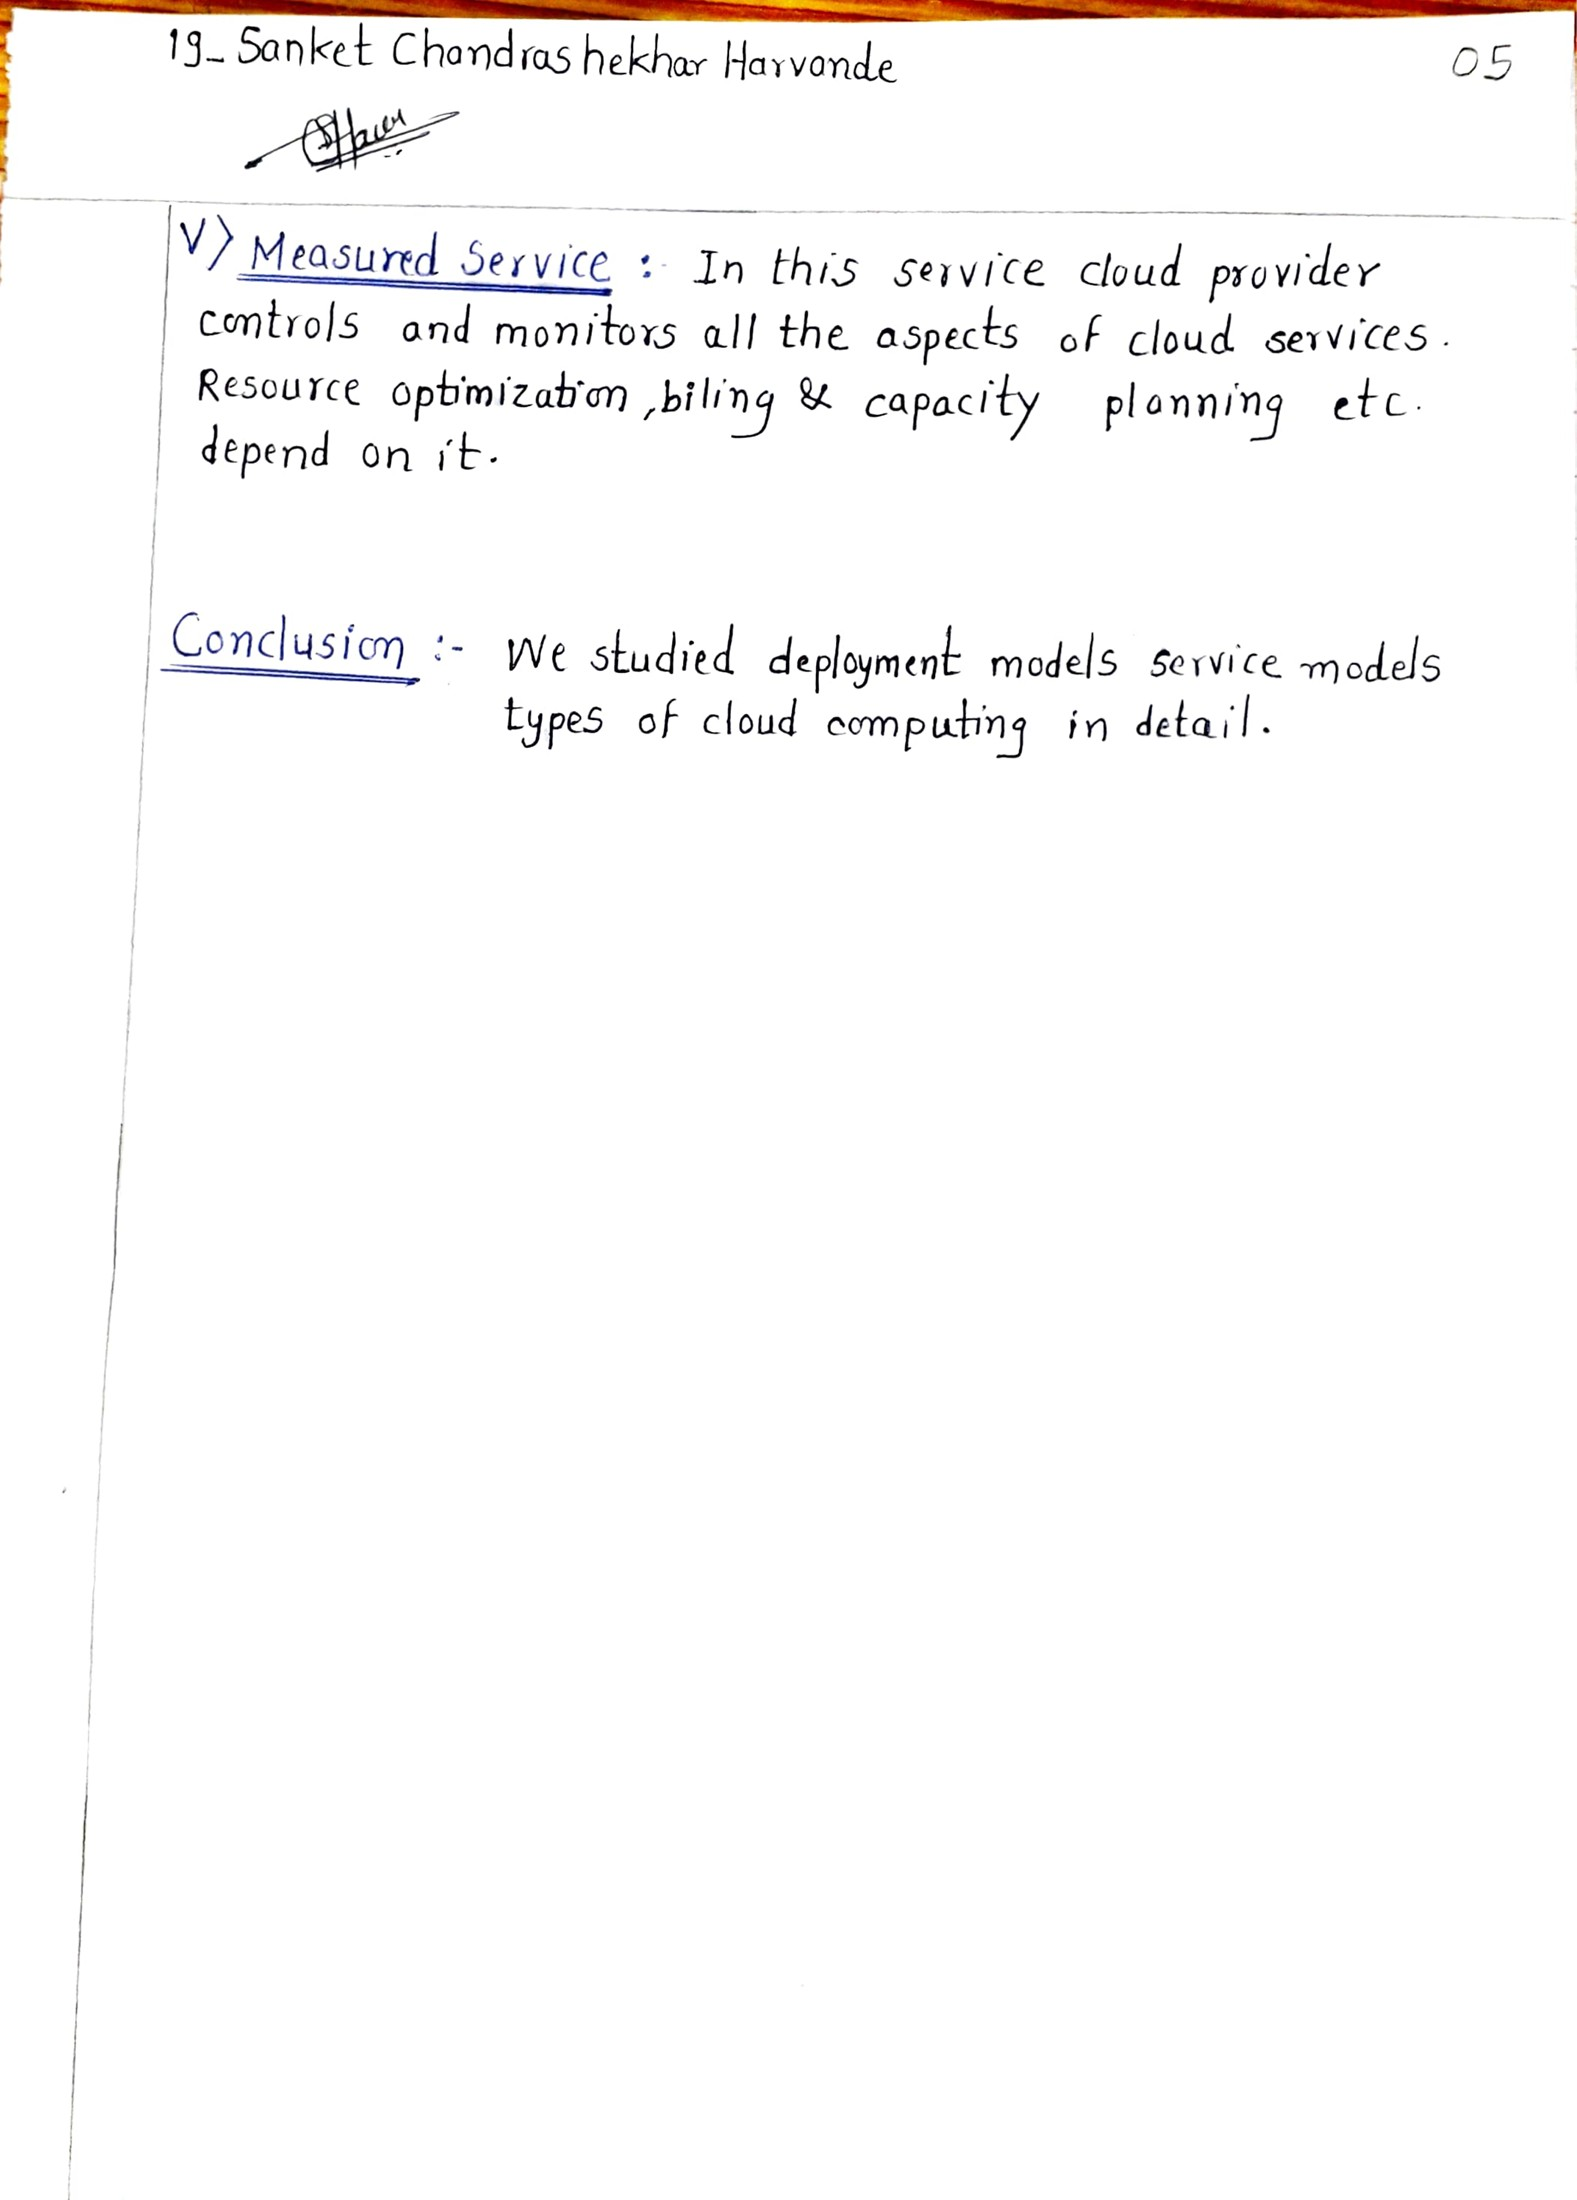 19_ Sanket Chandrashekhar Harvande
05
V) Measured Service :- In this service cloud provider
controls and monitors all the aspects of cloud services.
Resource optimization, biling & capacity planning etc.
depend on it.
Conclusion :- We studied deployment models service models
types of cloud computing in detail.